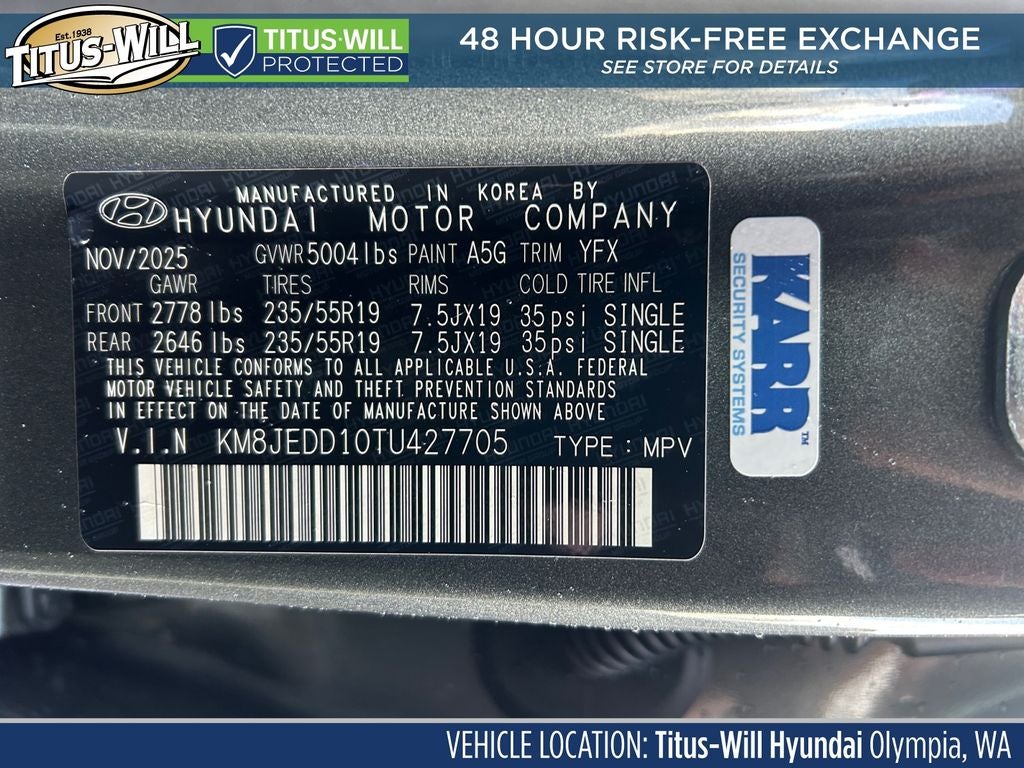 Est. 1938
TITUS-WILL
TITUS-WILL
PROTECTED
48 HOUR RISK-FREE EXCHANGE
SEE STORE FOR DETAILS
MANUFACTURED IN KOREA BY
HYUNDAI MOTOR COMPANY
NOV/2025 GVWR 5004 lbs PAINT A5G TRIM YFX
GAWR TIRES RIMS COLD TIRE INFL
FRONT 2778 lbs 235/55R19 7.5JX19 35psi SINGLE
REAR 2646 lbs 235/55R19 7.5JX19 35psi SINGLE
THIS VEHICLE CONFORMS TO ALL APPLICABLE U.S.A. FEDERAL
MOTOR VEHICLE SAFETY AND THEFT PREVENTION STANDARDS
IN EFFECT ON THE DATE OF MANUFACTURE SHOWN ABOVE
V.I.N KM8JEDD10TU427705 TYPE : MPV
KARR™
SECURITY SYSTEMS
VEHICLE LOCATION: Titus-Will Hyundai Olympia, WA